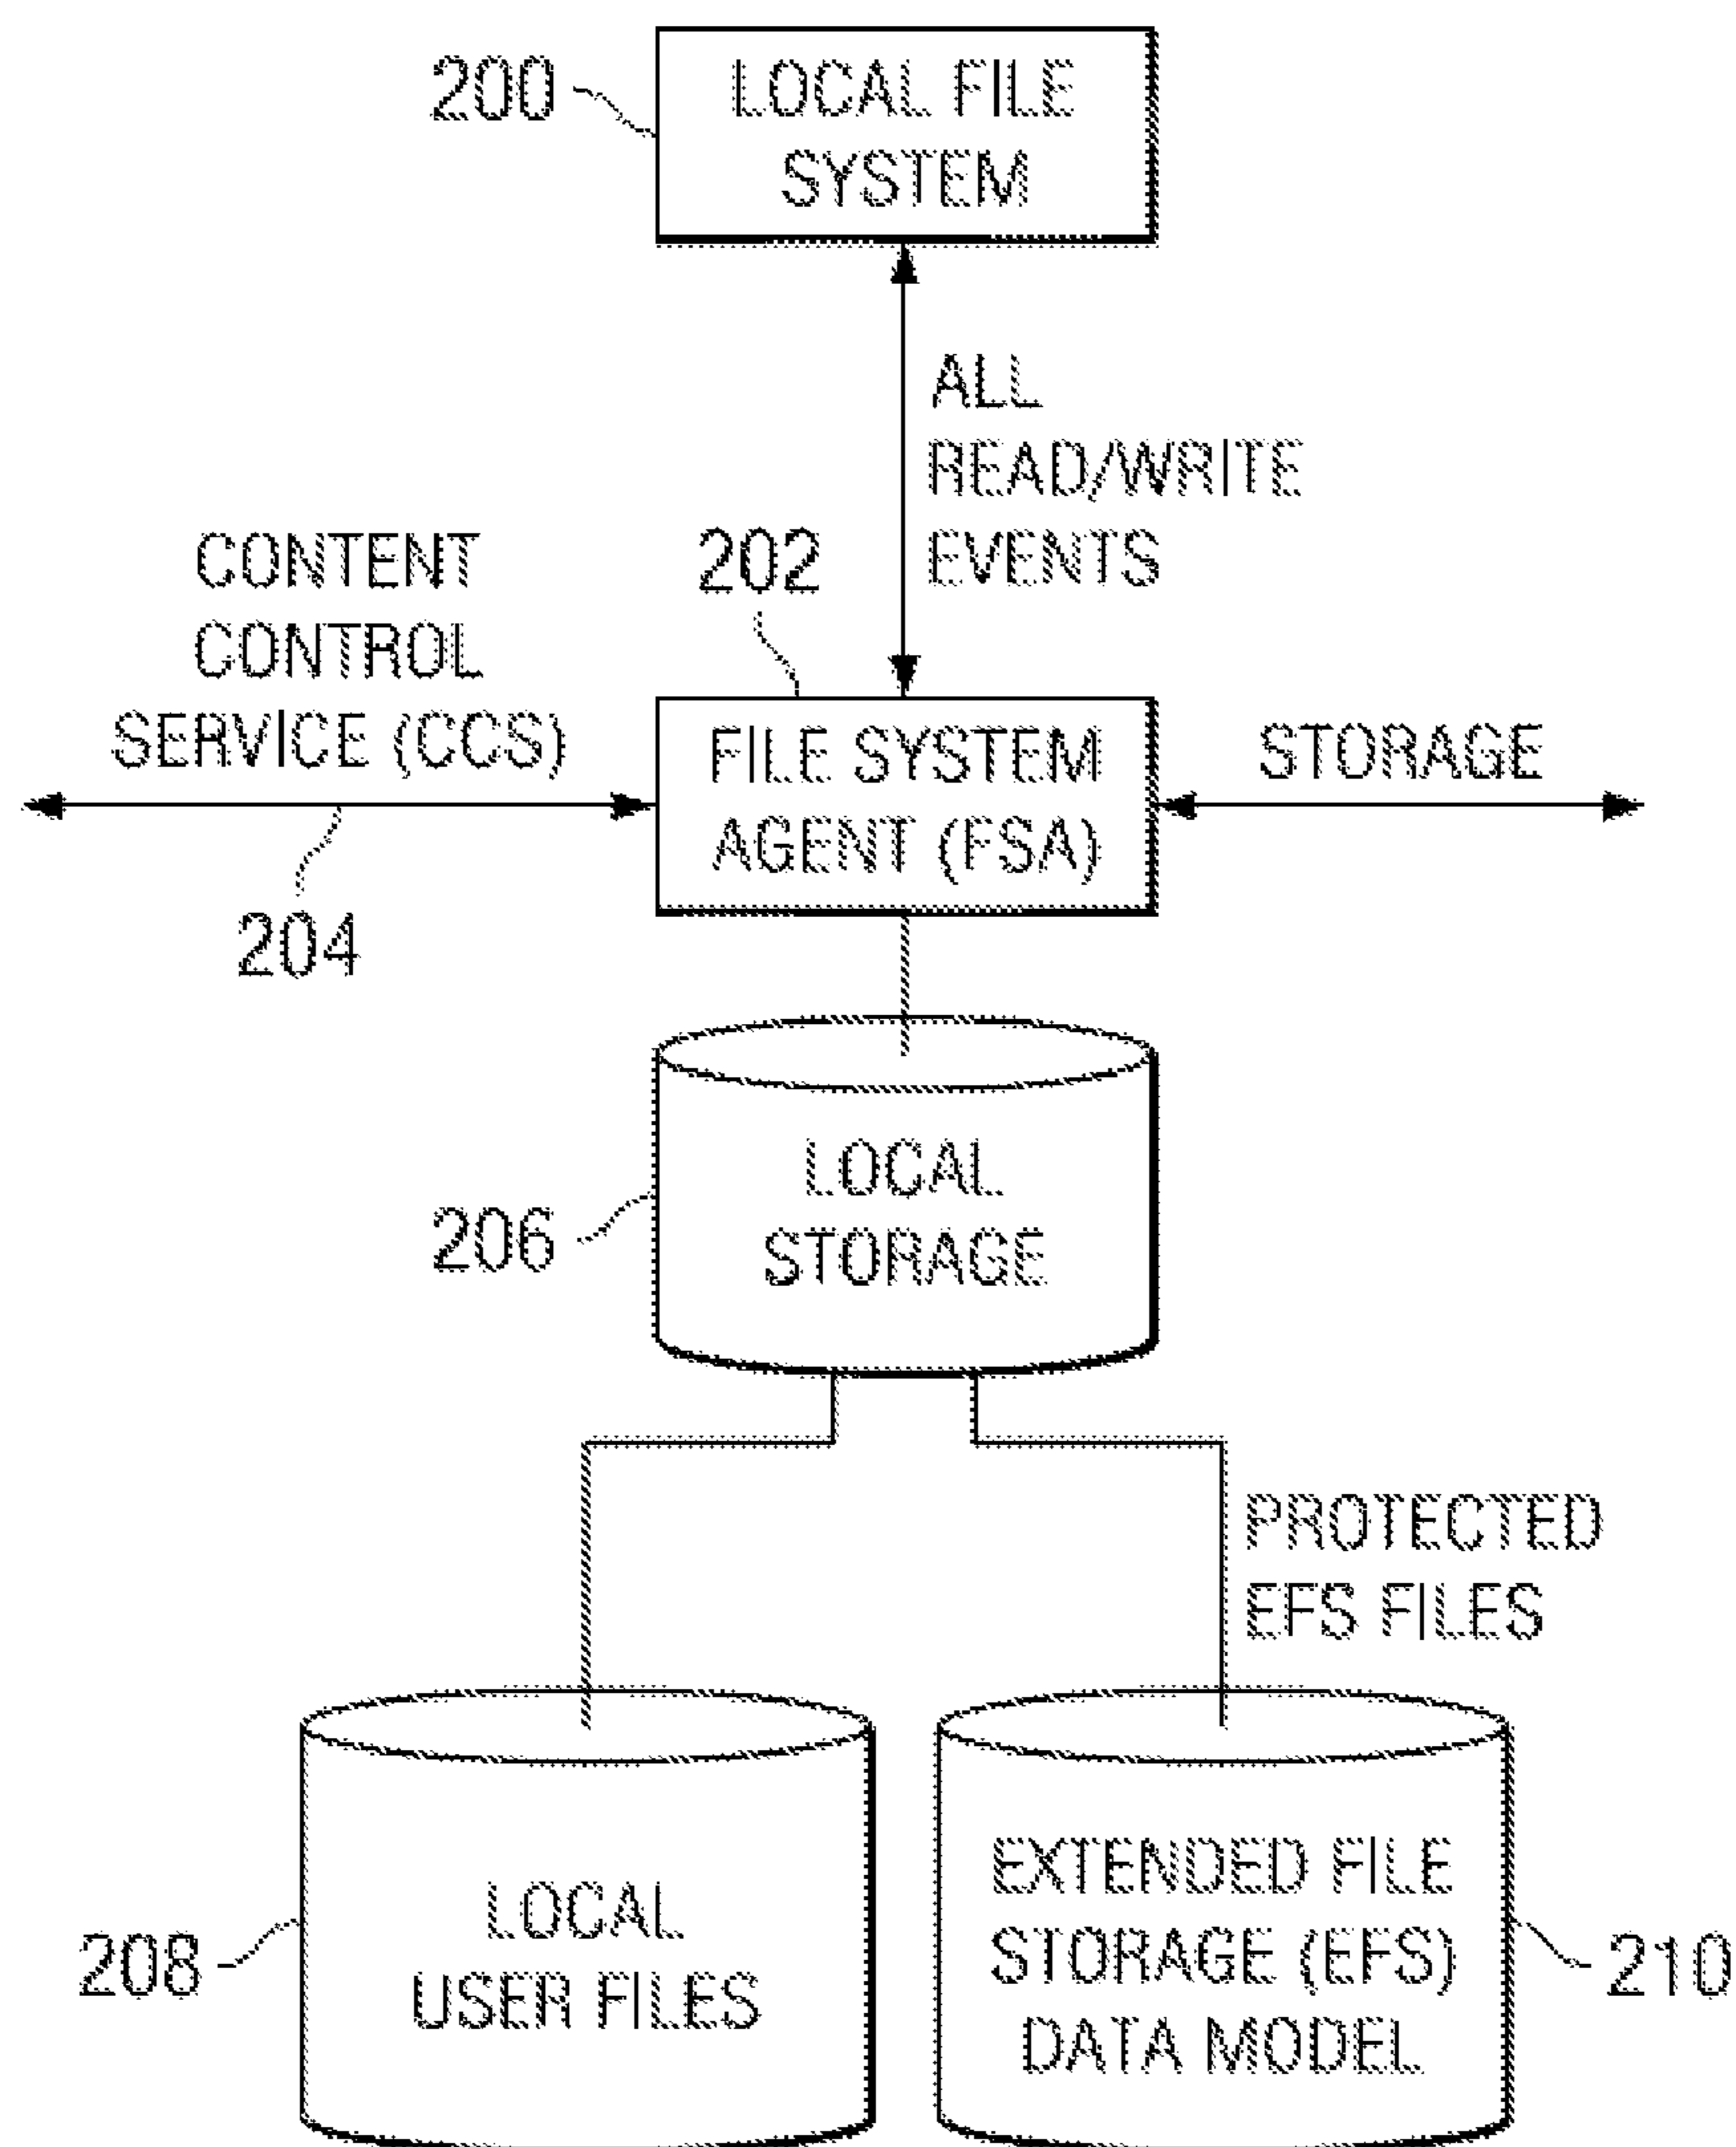 200
LOCAL FILE
SYSTEM
ALL
READ/WRITE
EVENTS
CONTENT
CONTROL
SERVICE (CCS)
202
FILE SYSTEM
AGENT (FSA)
STORAGE
204
LOCAL
STORAGE
206
PROTECTED
EFS FILES
LOCAL
USER FILES
208
EXTENDED FILE
STORAGE (EFS)
DATA MODEL
210